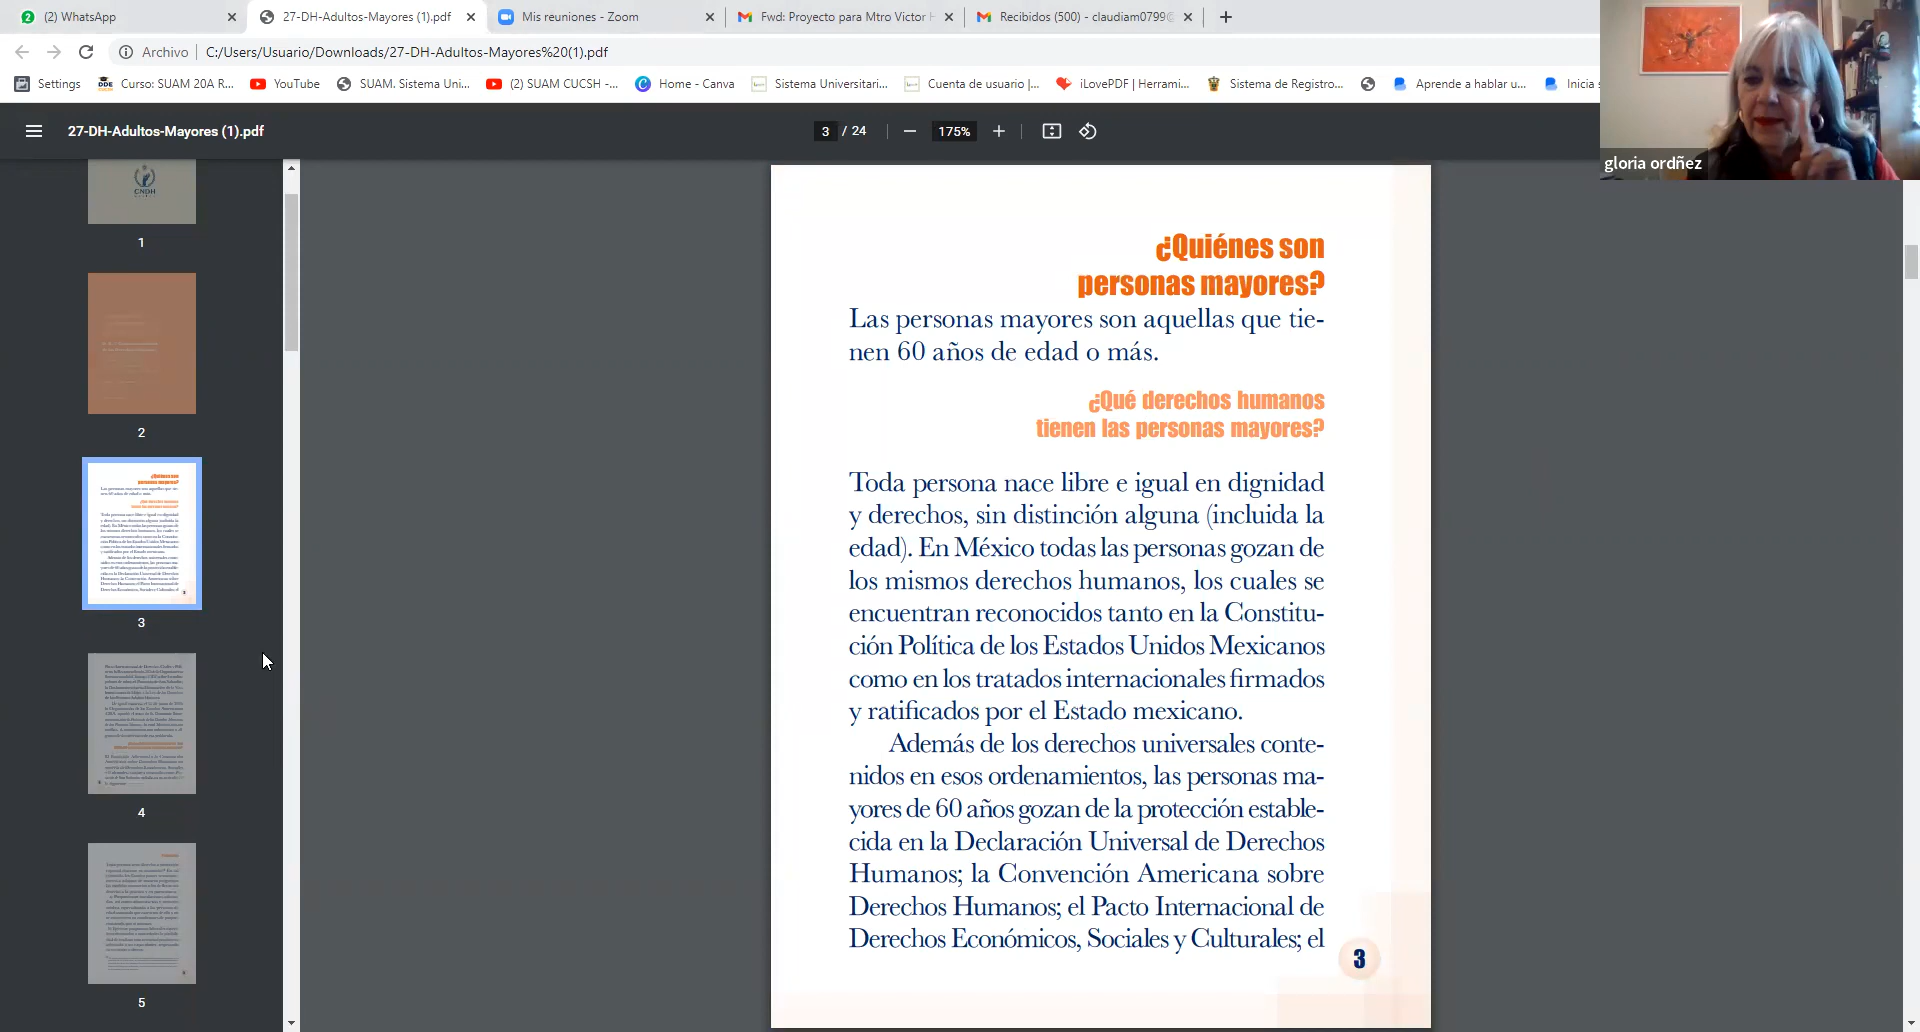 (2) WhatsApp
27-DH-Adultos-Mayores (1).pdf
Mis reuniones - Zoom
Fwd: Proyecto para Mtro Victor
Recibidos (500) - claudiam0799@
Archivo
C:/Users/Usuario/Downloads/27-DH-Adultos-Mayores%20(1).pdf
Settings
Curso: SUAM 20A R...
YouTube
SUAM. Sistema Uni...
(2) SUAM CUCSH -...
Home - Canva
Sistema Universitari...
Cuenta de usuario |...
iLovePDF | Herrami...
Sistema de Registro...
Aprende a hablar u...
Inicia
27-DH-Adultos-Mayores (1).pdf
3 / 24
175%
gloria ordñez
CNDH
1
2
3
4
5
¿Quiénes son
personas mayores?
Las personas mayores son aquellas que tie-
nen 60 años de edad o más.
¿Qué derechos humanos
tienen las personas mayores?
Toda persona nace libre e igual en dignidad
y derechos, sin distinción alguna (incluida la
edad). En México todas las personas gozan de
los mismos derechos humanos, los cuales se
encuentran reconocidos tanto en la Constitu-
ción Política de los Estados Unidos Mexicanos
como en los tratados internacionales firmados
y ratificados por el Estado mexicano.
Además de los derechos universales conte-
nidos en esos ordenamientos, las personas ma-
yores de 60 años gozan de la protección estable-
cida en la Declaración Universal de Derechos
Humanos; la Convención Americana sobre
Derechos Humanos; el Pacto Internacional de
Derechos Económicos, Sociales y Culturales; el
3